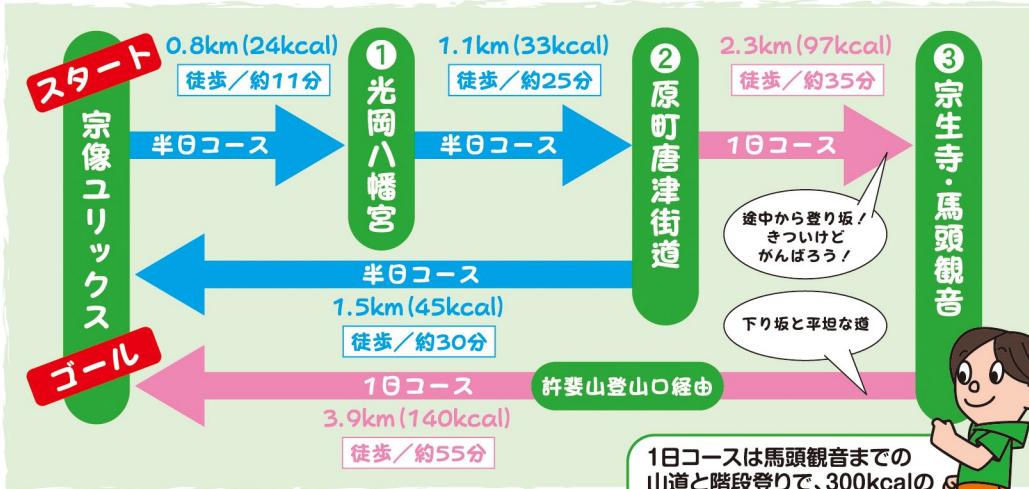 スタート
宗像ユリックス
ゴール
0.8km(24kcal)
徒歩/約11分
半日コース
❶光岡八幡宮
1.1km(33kcal)
徒歩/約25分
半日コース
❷原町唐津街道
2.3km(97kcal)
徒歩/約35分
1日コース
❸宗生寺・馬頭観音
途中から登り坂!
きついけど
がんばろう!
半日コース
1.5km(45kcal)
徒歩/約30分
下り坂と平坦な道
1日コース
許斐山登山口経由
3.9km(140kcal)
徒歩/約55分
1日コースは馬頭観音までの
山道と階段登りで、300kcalの